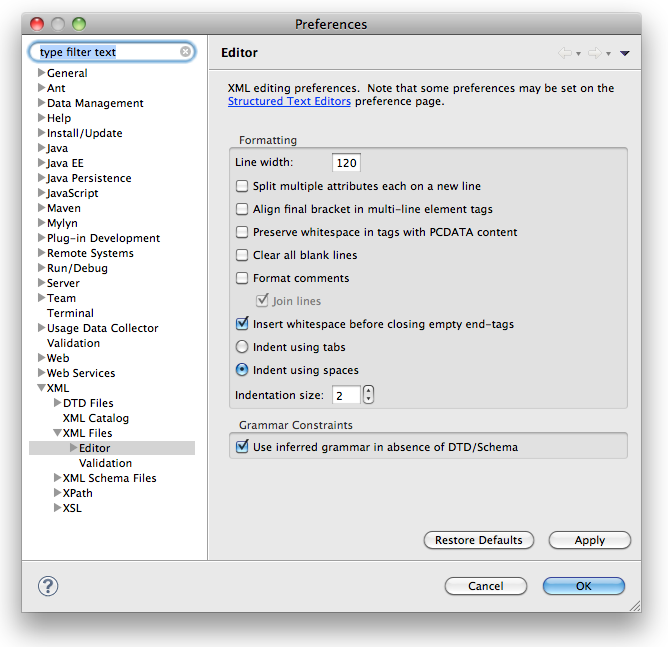 Preferences
type filter text
General
Ant
Data Management
Help
Install/Update
Java
Java EE
Java Persistence
JavaScript
Maven
Mylyn
Plug-in Development
Remote Systems
Run/Debug
Server
Team
Terminal
Usage Data Collector
Validation
Web
Web Services
XML
DTD Files
XML Catalog
XML Files
Editor
Validation
XML Schema Files
XPath
XSL
Editor
XML editing preferences. Note that some preferences may be set on the
Structured Text Editors preference page.
Formatting
Line width: 120
Split multiple attributes each on a new line
Align final bracket in multi-line element tags
Preserve whitespace in tags with PCDATA content
Clear all blank lines
Format comments
Join lines
Insert whitespace before closing empty end-tags
Indent using tabs
Indent using spaces
Indentation size: 2
Grammar Constraints
Use inferred grammar in absence of DTD/Schema
Restore Defaults Apply
? Cancel OK